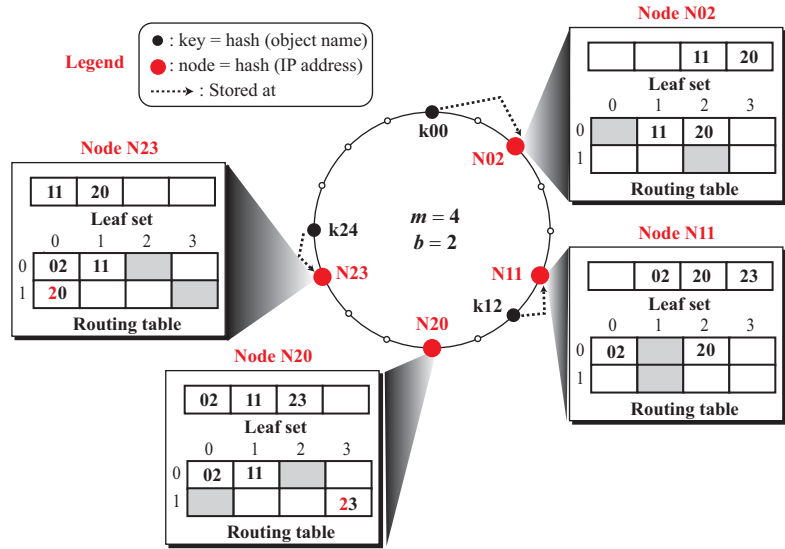 Legend
: key = hash (object name)
: node = hash (IP address)
: Stored at
Node N02
11 20
Leaf set
0 1 2 3
0 11 20
1
Routing table
Node N23
11 20
Leaf set
0 1 2 3
0 02 11
1 20
Routing table
k00
N02
k24
m = 4
b = 2
N23
N11
k12
N20
Node N11
02 20 23
Leaf set
0 1 2 3
0 02 20
1
Routing table
Node N20
02 11 23
Leaf set
0 1 2 3
0 02 11
1 23
Routing table